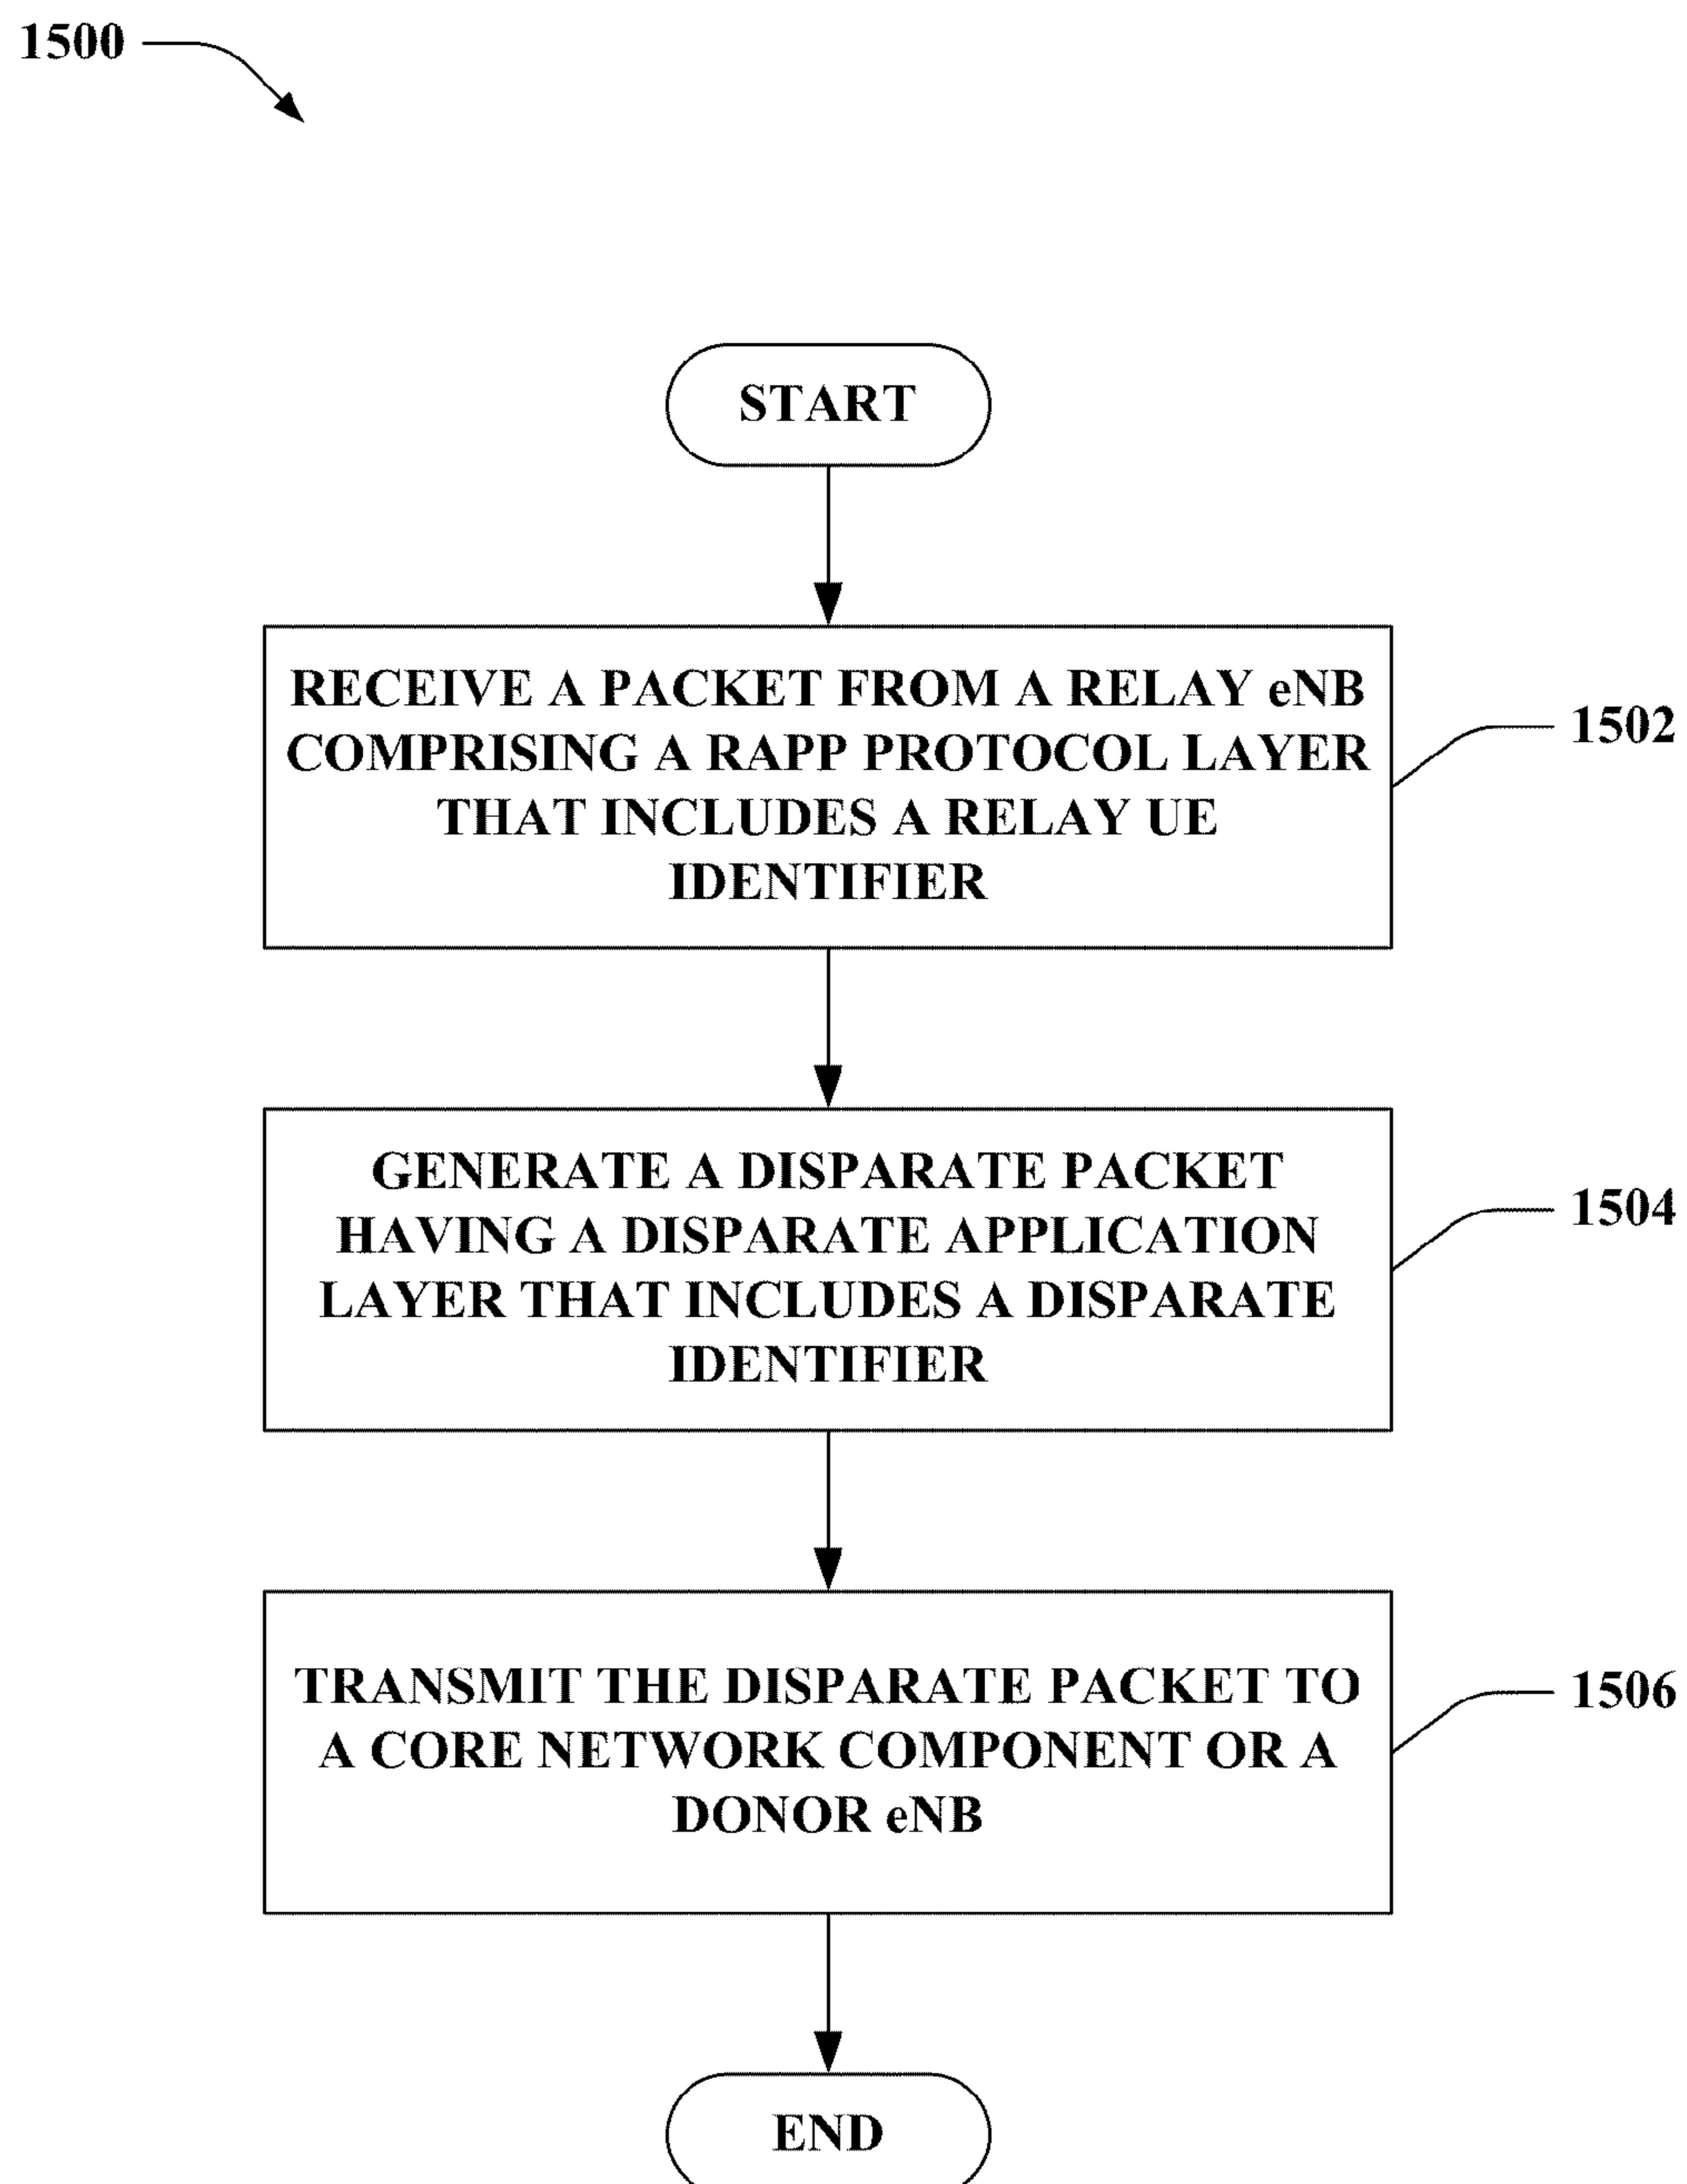 1500
START
RECEIVE A PACKET FROM A RELAY eNB
COMPRISING A RAPP PROTOCOL LAYER
THAT INCLUDES A RELAY UE
IDENTIFIER
1502
GENERATE A DISPARATE PACKET
HAVING A DISPARATE APPLICATION
LAYER THAT INCLUDES A DISPARATE
IDENTIFIER
1504
TRANSMIT THE DISPARATE PACKET TO
A CORE NETWORK COMPONENT OR A
DONOR eNB
1506
END